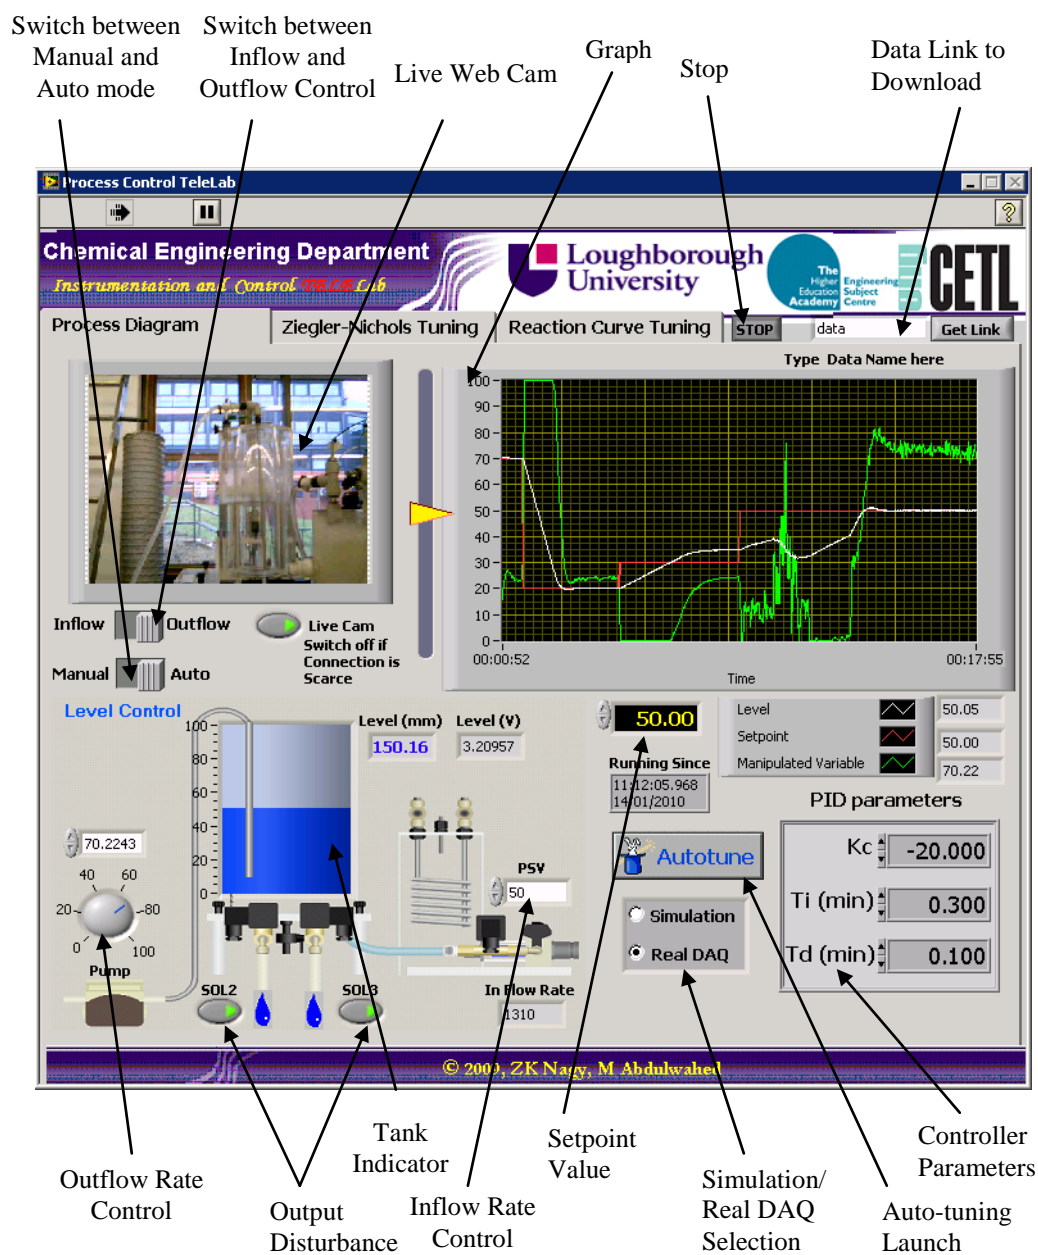 Switch between
Manual and
Auto mode
Switch between
Inflow and
Outflow Control
Live Web Cam
Graph
Stop
Data Link to
Download
Process Control TeleLab
Chemical Engineering Department
Instrumentation and Control TELE Lab
Loughborough
University
The
Higher
Education
Academy
Engineering
Subject
Centre
CETL
Process Diagram
Ziegler-Nichols Tuning
Reaction Curve Tuning
STOP
data
Get Link
Type Data Name here
100
90
80
70
60
50
40
30
20
10
0
00:00:52
00:17:55
Time
Inflow
Outflow
Live Cam
Switch off if
Connection is
Scarce
Manual
Auto
Level Control
100
80
60
40
20
0
Level (mm)
150.16
Level (V)
3.20957
50.00
Running Since
11:12:05.968
14/01/2010
Level
50.05
Setpoint
50.00
Manipulated Variable
70.22
PID parameters
Kc
-20.000
Ti (min)
0.300
Td (min)
0.100
Autotune
Simulation
Real DAQ
70.2243
0
20
40
60
80
100
Pump
PSV
50
SOL2
SOL3
In Flow Rate
1310
© 2009, ZK Nagy, M Abdulwahed
Outflow Rate
Control
Output
Disturbance
Tank
Indicator
Inflow Rate
Control
Setpoint
Value
Simulation/
Real DAQ
Selection
Auto-tuning
Launch
Controller
Parameters